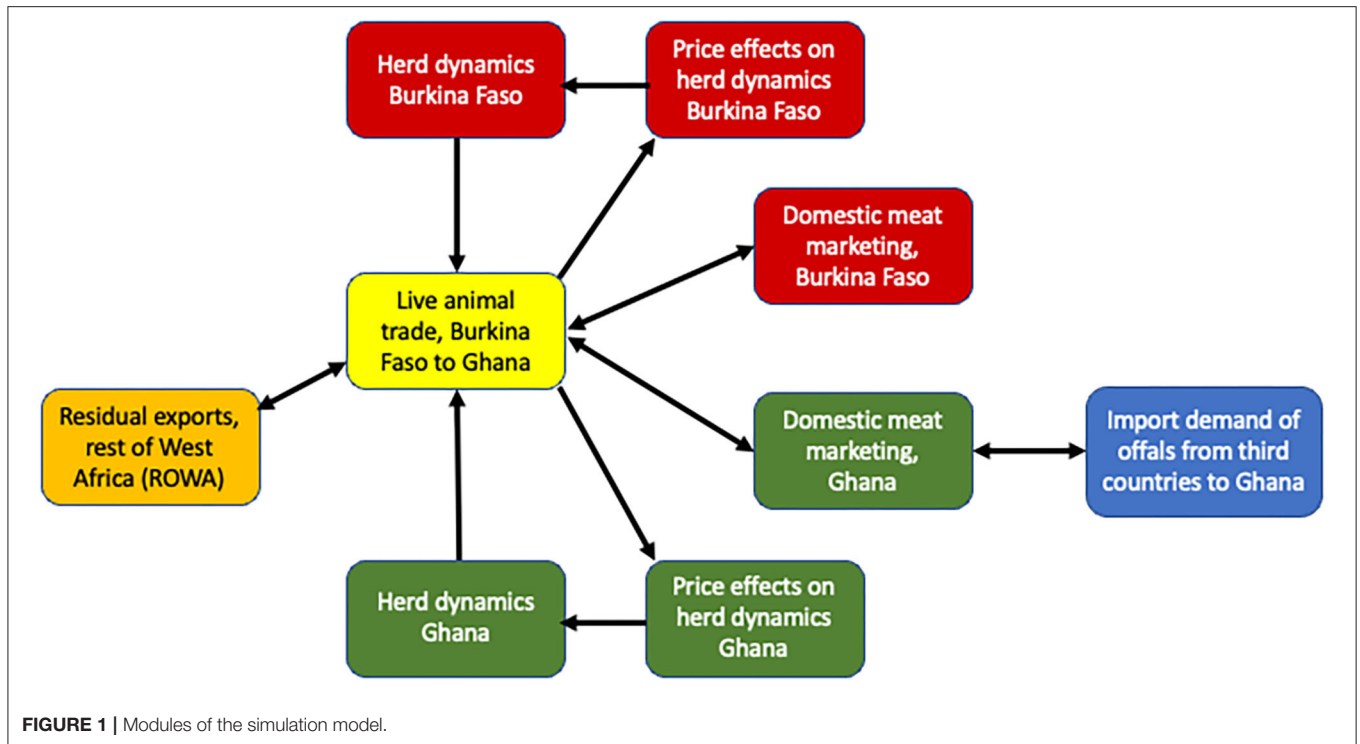 Herd dynamics
Burkina Faso
Price effects on
herd dynamics
Burkina Faso
Domestic meat
marketing,
Burkina Faso
Live animal
trade, Burkina
Faso to Ghana
Residual exports,
rest of West
Africa (ROWA)
Domestic meat
marketing,
Ghana
Import demand of
offals from third
countries to Ghana
Herd dynamics
Ghana
Price effects on
herd dynamics
Ghana
FIGURE 1 | Modules of the simulation model.